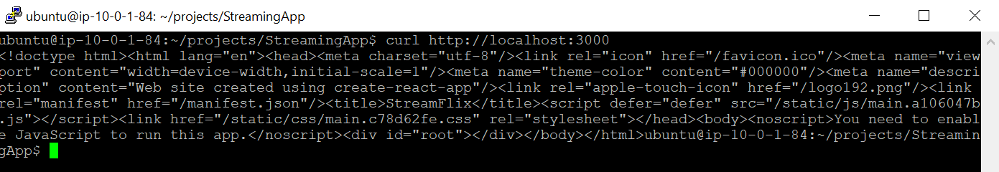 ubuntu@ip-10-0-1-84: ~/projects/StreamingApp
ubuntu@ip-10-0-1-84:~/projects/StreamingApp$ curl http://localhost:3000
<!doctype html><html lang="en"><head><meta charset="utf-8"/><link rel="icon" href="/favicon.ico"/><meta name="view
port" content="width=device-width,initial-scale=1"/><meta name="theme-color" content="#000000"/><meta name="descri
ption" content="Web site created using create-react-app"/><link rel="apple-touch-icon" href="/logo192.png"/><link 
rel="manifest" href="/manifest.json"/><title>StreamFlix</title><script defer="defer" src="/static/js/main.a106047b
.js"></script><link href="/static/css/main.c78d62fe.css" rel="stylesheet"></head><body><noscript>You need to enabl
e JavaScript to run this app.</noscript><div id="root"></div></body></html>ubuntu@ip-10-0-1-84:~/projects/Streamin
gApp$